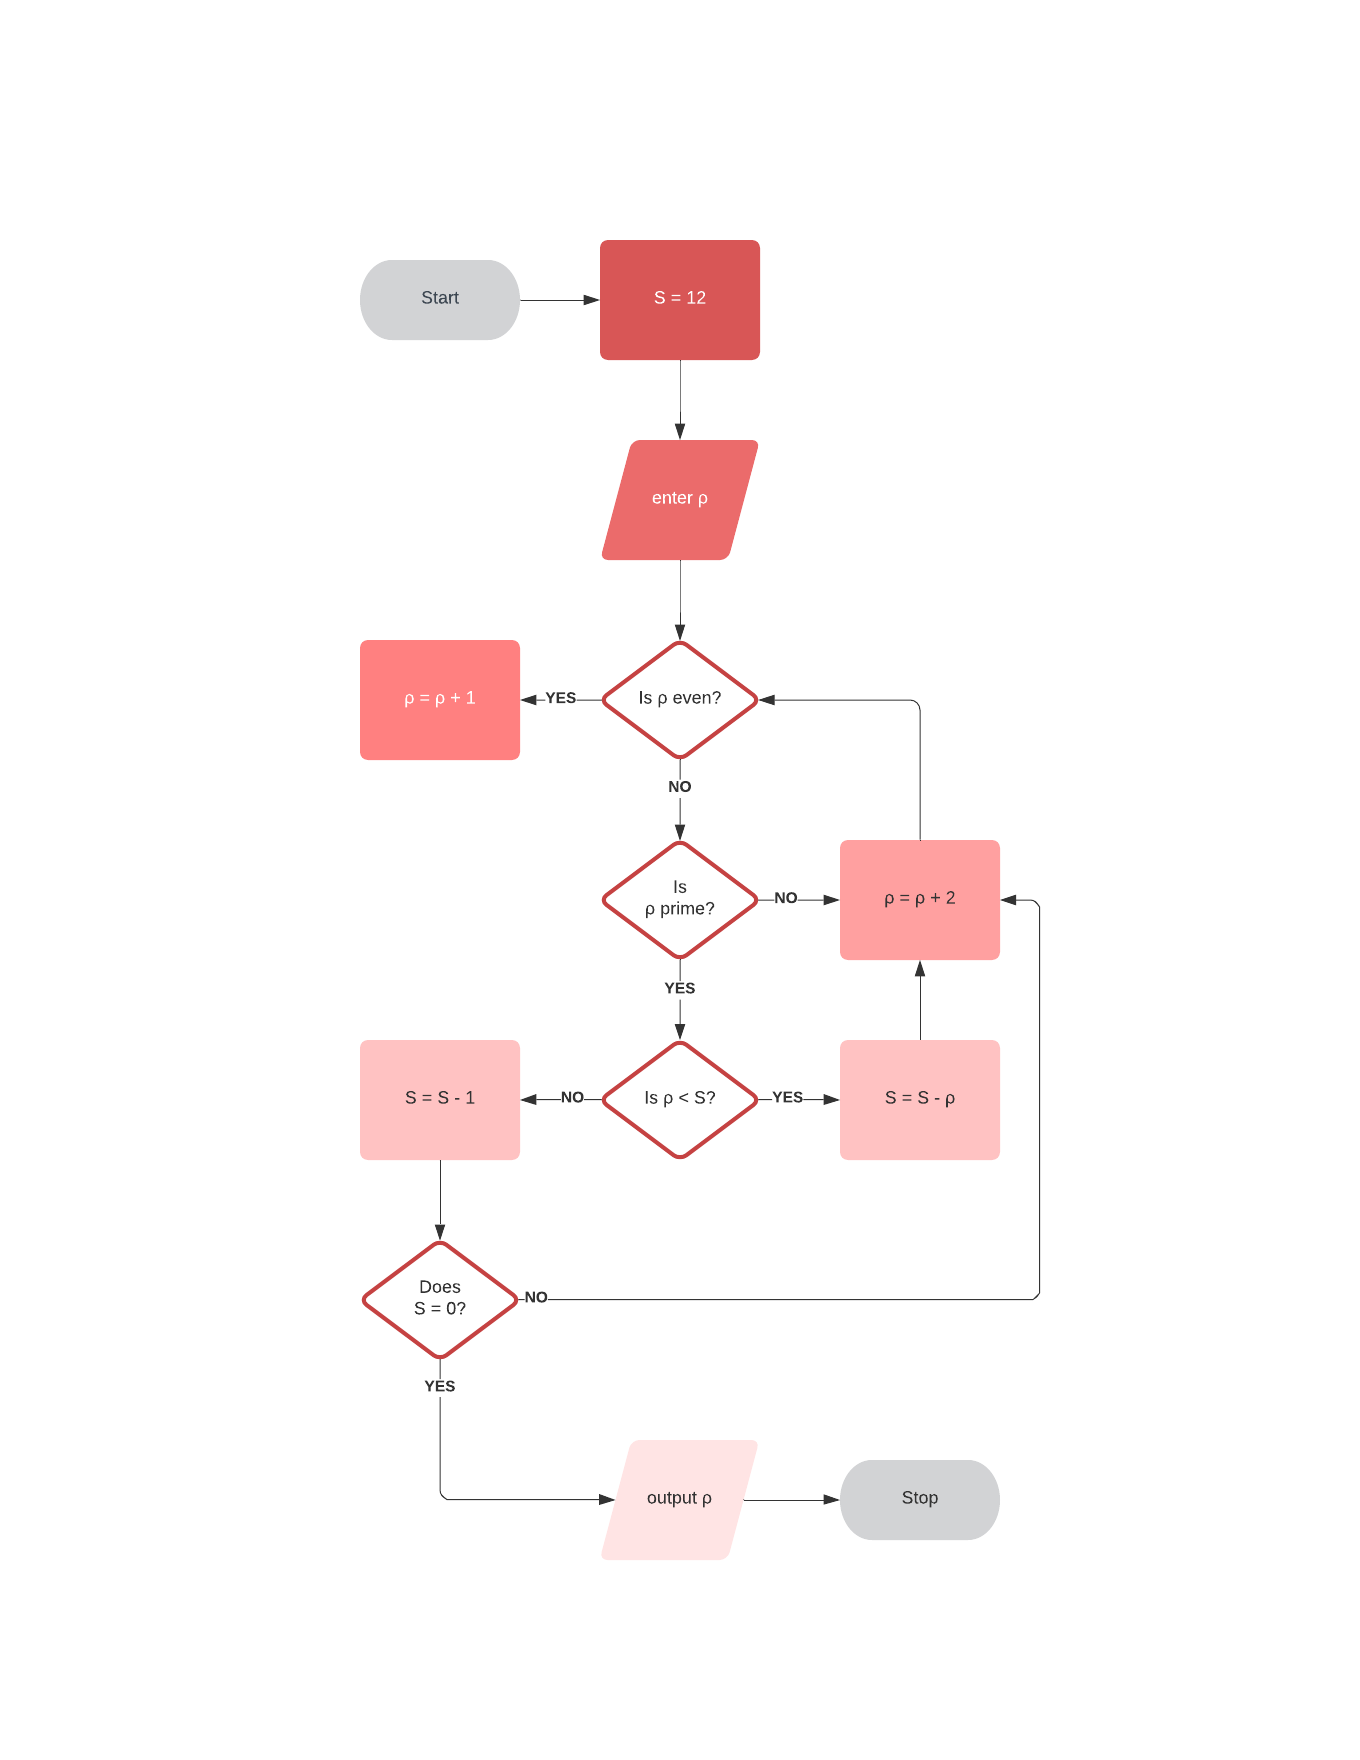 Start
S = 12
enter ρ
ρ = ρ + 1
YES
Is ρ even?
NO
Is
ρ prime?
NO
ρ = ρ + 2
YES
S = S - 1
NO
Is ρ < S?
YES
S = S - ρ
Does
S = 0?
NO
YES
output ρ
Stop